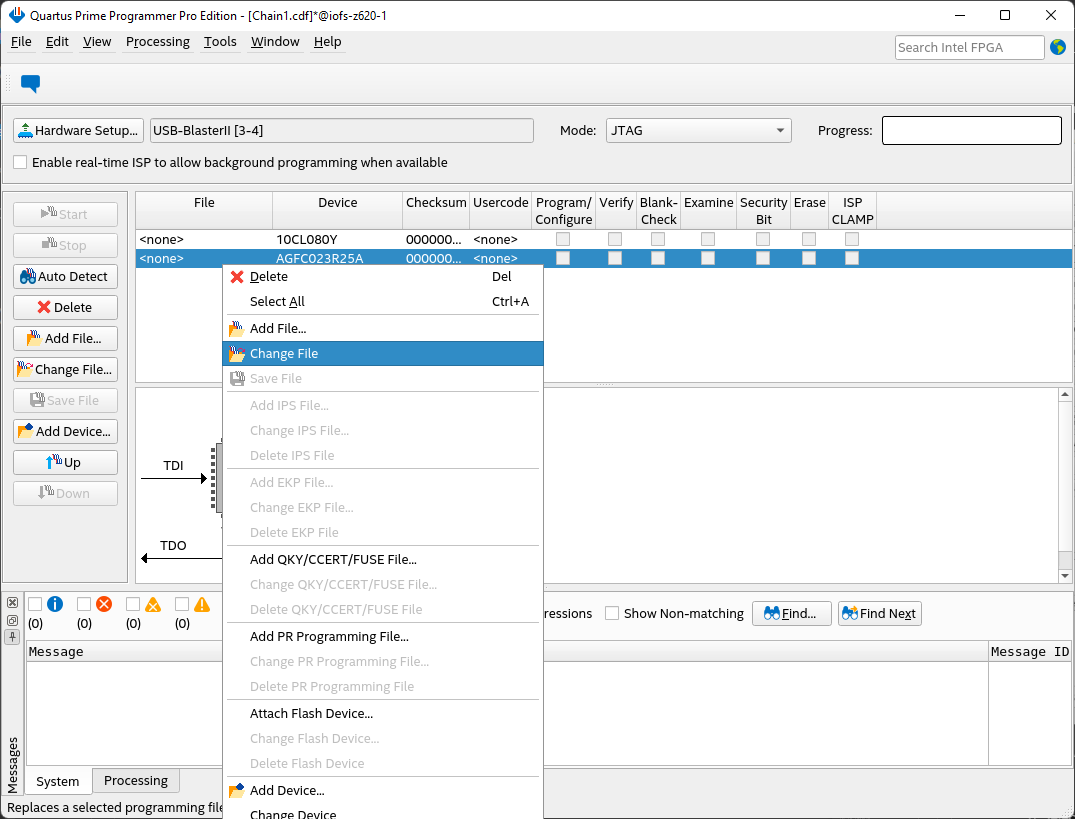 Quartus Prime Programmer Pro Edition - [Chain1.cdf]*@iofs-z620-1
File Edit View Processing Tools Window Help
Search Intel FPGA
Hardware Setup... USB-BlasterII [3-4] Mode: JTAG Progress:
Enable real-time ISP to allow background programming when available
Start
Stop
Auto Detect
Delete
Add File...
Change File...
Save File
Add Device...
Up
Down
File Device Checksum Usercode Program/ Verify Blank- Examine Security Erase ISP
Configure Check Bit CLAMP
<none> 10CL080Y 000000... <none>
<none> AGFC023R25A 000000... <none>
Delete Del
Select All Ctrl+A
Add File...
Change File
Save File
Add IPS File...
Change IPS File...
Delete IPS File
Add EKP File...
Change EKP File...
Delete EKP File
Add QKY/CCERT/FUSE File...
Change QKY/CCERT/FUSE File...
Delete QKY/CCERT/FUSE File
Add PR Programming File...
Change PR Programming File...
Delete PR Programming File
Attach Flash Device...
Change Flash Device...
Delete Flash Device
Add Device...
Change Device
TDI
TDO
(0) (0) (0) (0)
ressions Show Non-matching Find... Find Next
Message Message ID
Messages
System Processing
Replaces a selected programming file